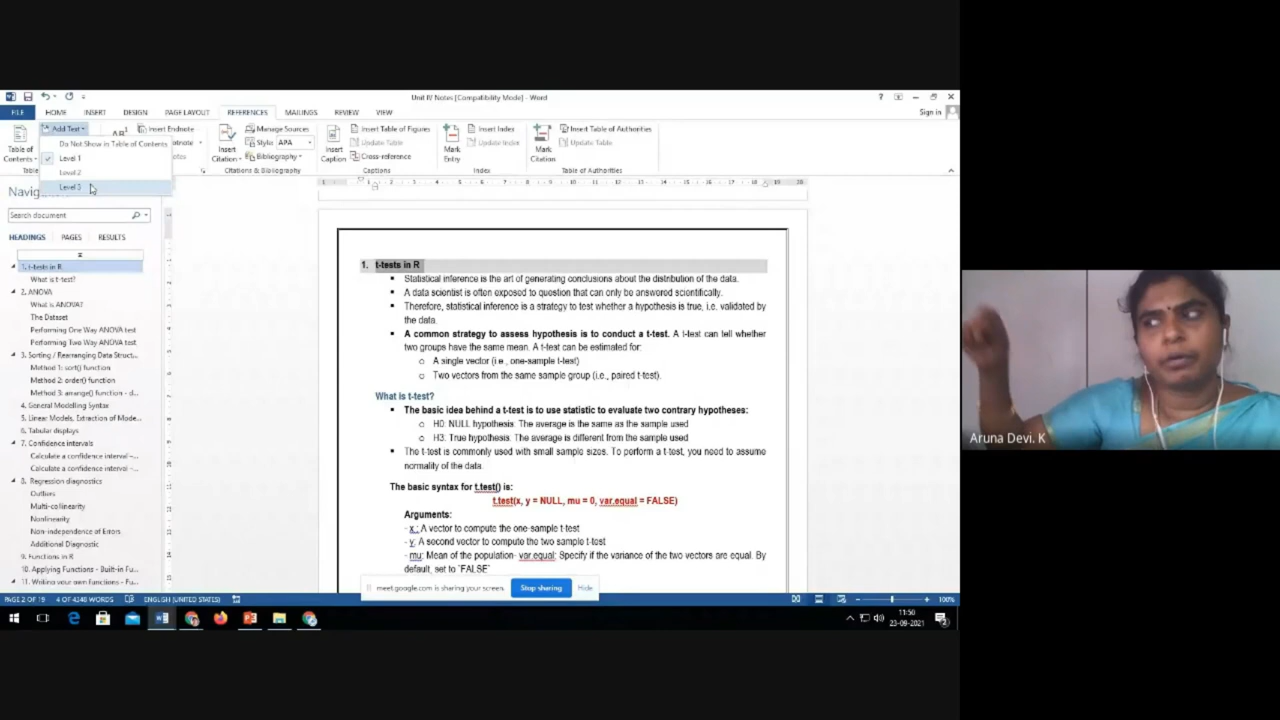 Unit IV Notes [Compatibility Mode] - Word
FILE HOME INSERT DESIGN PAGE LAYOUT REFERENCES MAILINGS REVIEW VIEW Sign in
Add Text
Do Not Show in Table of Contents
Level 1
Level 2
Level 3
Table of Contents
AB¹
Insert Endnote
Insert Citation
Manage Sources
Style: APA
Bibliography
Citations & Bibliography
Insert Caption
Insert Table of Figures
Update Table
Cross-reference
Captions
Mark Entry
Insert Index
Update Index
Index
Mark Citation
Insert Table of Authorities
Update Table
Table of Authorities
Search document
HEADINGS PAGES RESULTS
1. t-tests in R
What is t-test?
2. ANOVA
What is ANOVA?
The Dataset
Performing One Way ANOVA test
Performing Two Way ANOVA test
3. Sorting / Rearranging Data Struct...
Method 1: sort() function
Method 2: order() function
Method 3: arrange() function - d...
4. General Modelling Syntax
5. Linear Models, Extraction of Mode...
6. Tabular displays
7. Confidence intervals
Calculate a confidence interval –...
Calculate a confidence interval –...
8. Regression diagnostics
Outliers
Multi-collinearity
Nonlinearity
Non-independence of Errors
Additional Diagnostic
9. Functions in R
10. Applying Functions - Built-in Fu...
11. Writing your own functions - Fu...
1. t-tests in R
▪ Statistical inference is the art of generating conclusions about the distribution of the data.
▪ A data scientist is often exposed to question that can only be answered scientifically.
▪ Therefore, statistical inference is a strategy to test whether a hypothesis is true, i.e. validated by
the data.
▪ A common strategy to assess hypothesis is to conduct a t-test. A t-test can tell whether
two groups have the same mean. A t-test can be estimated for:
o A single vector (i.e., one-sample t-test)
o Two vectors from the same sample group (i.e., paired t-test).
What is t-test?
▪ The basic idea behind a t-test is to use statistic to evaluate two contrary hypotheses:
o H0: NULL hypothesis: The average is the same as the sample used
o H3: True hypothesis: The average is different from the sample used
▪ The t-test is commonly used with small sample sizes. To perform a t-test, you need to assume
normality of the data.
The basic syntax for t.test() is:
t.test(x, y = NULL, mu = 0, var.equal = FALSE)
Arguments:
- x : A vector to compute the one-sample t-test
- y: A second vector to compute the two sample t-test
- mu: Mean of the population- var.equal: Specify if the variance of the two vectors are equal. By
default, set to `FALSE`
meet.google.com is sharing your screen. Stop sharing Hide
PAGE 2 OF 19 4 OF 4248 WORDS ENGLISH (UNITED STATES) 100%
11:50
23-09-2021
Aruna Devi. K